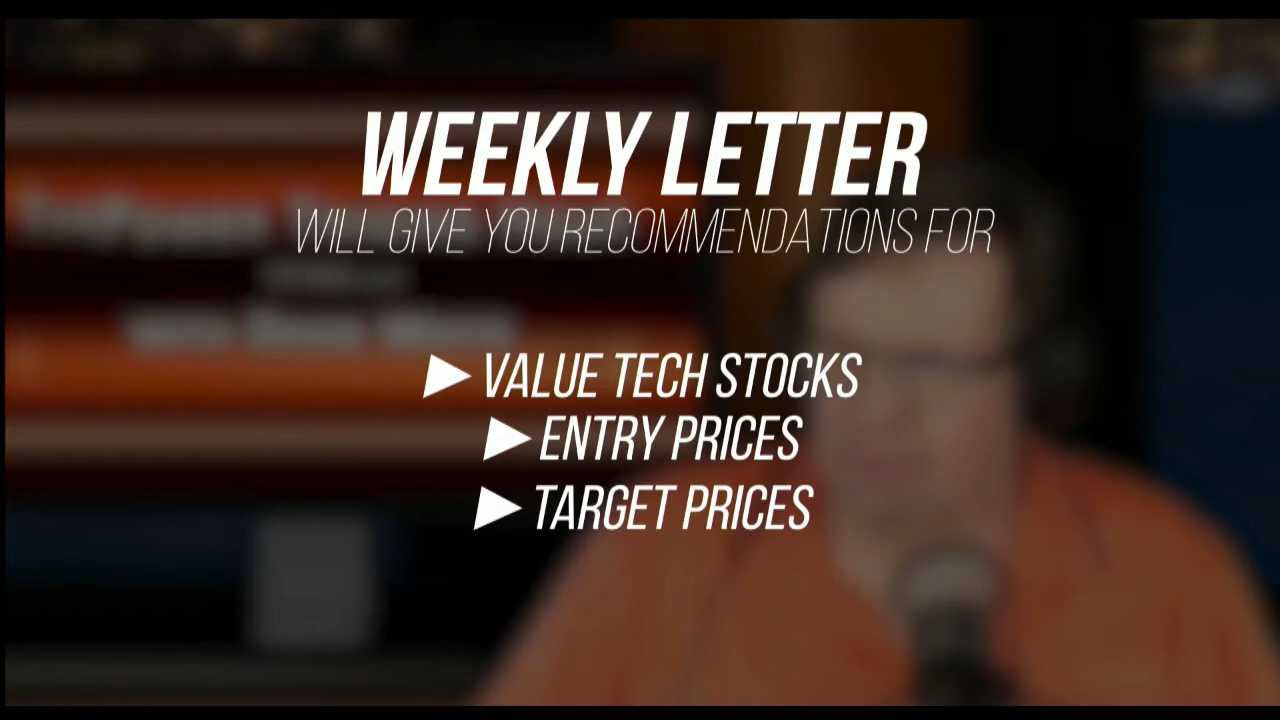 WEEKLY LETTER
WILL GIVE YOU RECOMMENDATIONS FOR
VALUE TECH STOCKS
ENTRY PRICES
TARGET PRICES